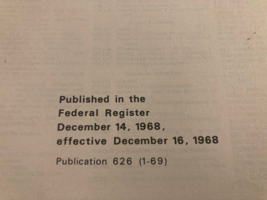 Published in the
Federal Register
December 14, 1968,
effective December 16, 1968
Publication 626 (1-69)